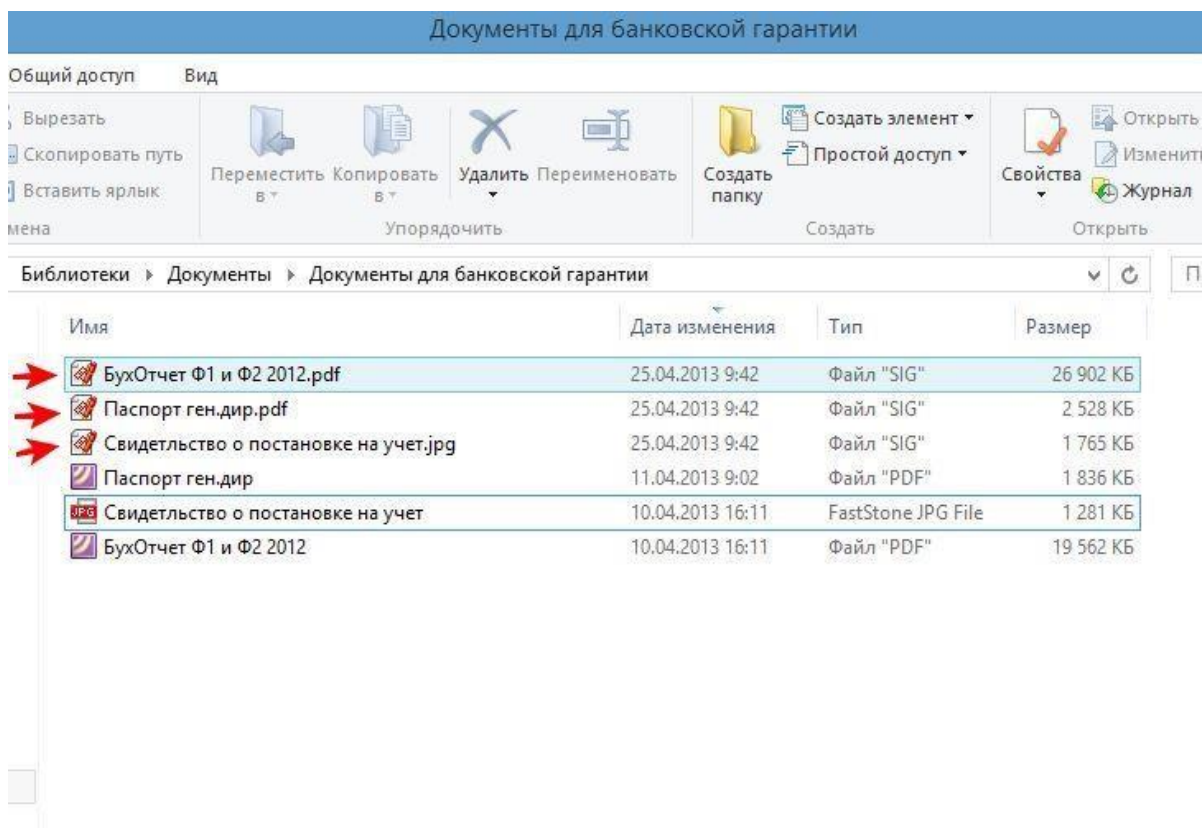 Документы для банковской гарантии
Общий доступ Вид
Вырезать
Скопировать путь
Вставить ярлык
Переместить в
Копировать в
Удалить
Переименовать
Создать папку
Создать элемент
Простой доступ
Свойства
Открыть
Изменить
Журнал
мена Упорядочить Создать Открыть
Библиотеки Документы Документы для банковской гарантии П
Имя Дата изменения Тип Размер
БухОтчет Ф1 и Ф2 2012.pdf 25.04.2013 9:42 Файл "SIG" 26 902 КБ
Паспорт ген.дир.pdf 25.04.2013 9:42 Файл "SIG" 2 528 КБ
Свидетльство о постановке на учет.jpg 25.04.2013 9:42 Файл "SIG" 1 765 КБ
Паспорт ген.дир 11.04.2013 9:02 Файл "PDF" 1 836 КБ
JPG Свидетльство о постановке на учет 10.04.2013 16:11 FastStone JPG File 1 281 КБ
БухОтчет Ф1 и Ф2 2012 10.04.2013 16:11 Файл "PDF" 19 562 КБ